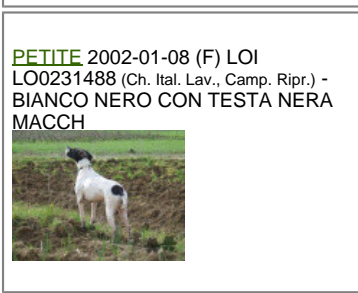 PETITE 2002-01-08 (F) LOI
LO0231488 (Ch. Ital. Lav., Camp. Ripr.) -
BIANCO NERO CON TESTA NERA
MACCH